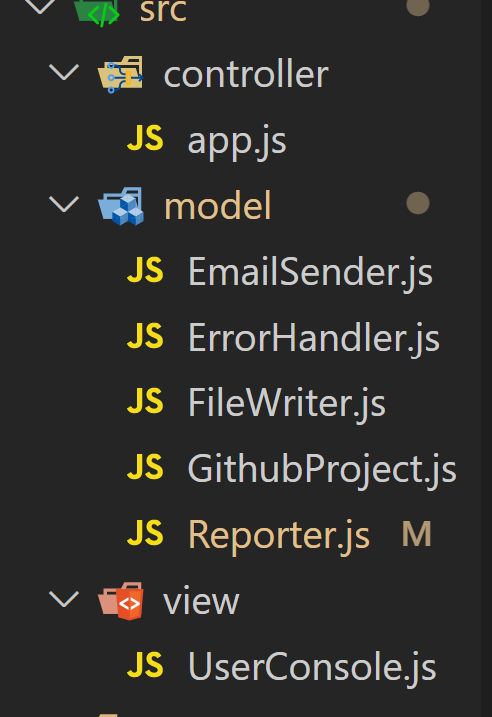 src
controller
JS app.js
model
JS EmailSender.js
JS ErrorHandler.js
JS FileWriter.js
JS GithubProject.js
JS Reporter.js M
view
JS UserConsole.js